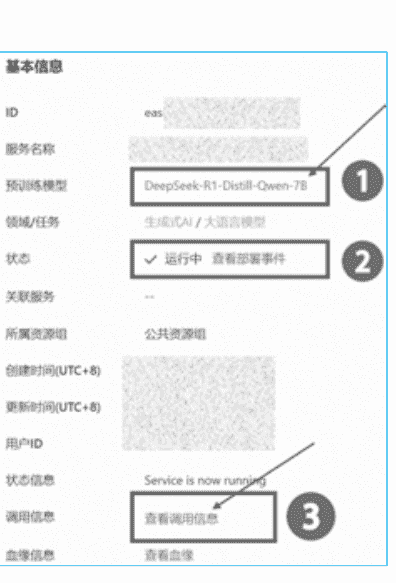 基本信息
ID eas
服务名称
预训练模型 DeepSeek-R1-Distill-Qwen-7B 1
领域/任务 生成式AI / 大语言模型
状态 ✓ 运行中 查看部署事件 2
关联服务 --
所属资源组 公共资源组
创建时间(UTC+8)
更新时间(UTC+8)
用户ID
状态信息 Service is now running
调用信息 查看调用信息 3
血缘信息 查看血缘